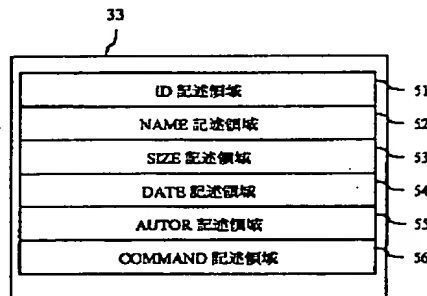 33
ID 記述領域 51
NAME 記述領域 52
SIZE 記述領域 53
DATE 記述領域 54
AUTOR 記述領域 55
COMMAND 記述領域 56